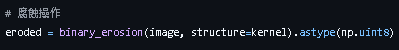 # 腐蝕操作
eroded = binary_erosion(image, structure=kernel).astype(np.uint8)